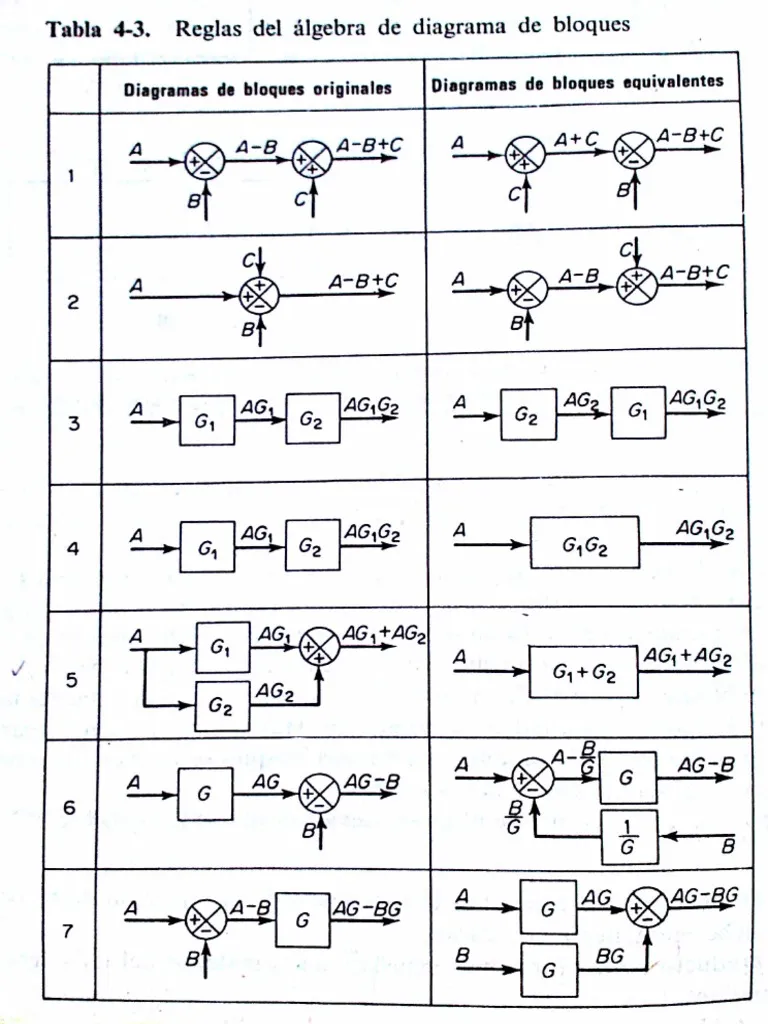 Tabla 4-3. Reglas del álgebra de diagrama de bloques
Diagramas de bloques originales
Diagramas de bloques equivalentes
1
A + - A-B + + A-B+C
B C
A + + A+C + - A-B+C
C B
2
C
A + + - A-B+C
B
C
A + - A-B + + A-B+C
B
3
A G₁ AG₁ G₂ AG₁G₂
A G₂ AG₂ G₁ AG₁G₂
4
A G₁ AG₁ G₂ AG₁G₂
A G₁G₂ AG₁G₂
5
A G₁ AG₁ + + AG₁+AG₂
G₂ AG₂
A G₁+G₂ AG₁+AG₂
6
A G AG + - AG-B
B
A + - A-B/G G AG-B
B/G 1/G B
7
A + - A-B G AG-BG
B
A G AG + - AG-BG
B G BG